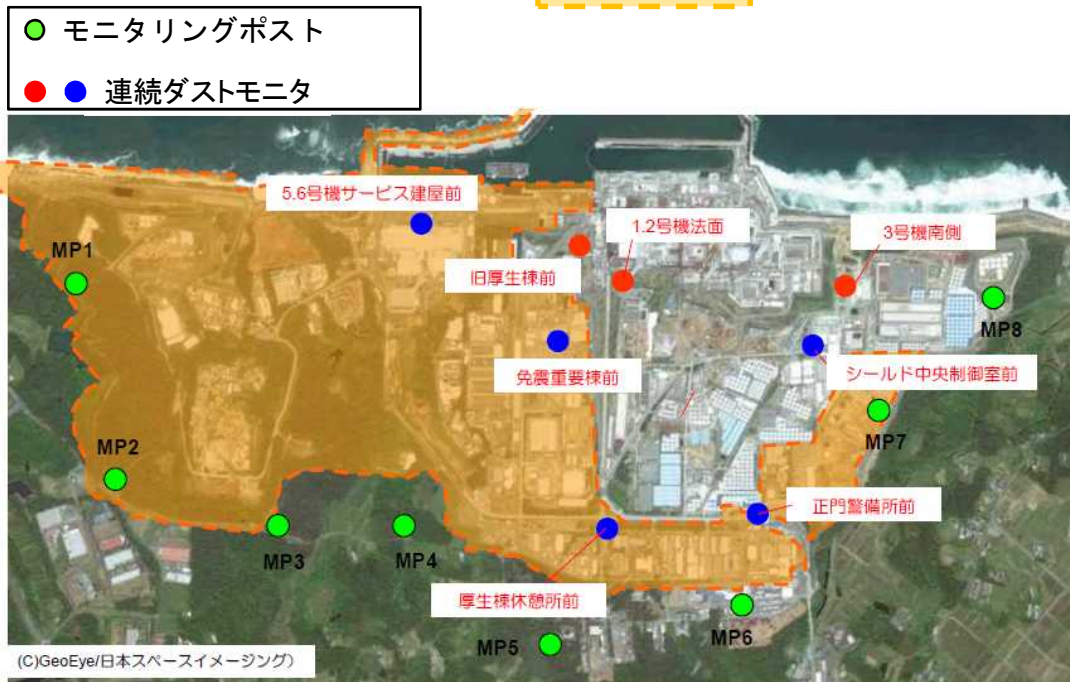 モニタリングポスト
連続ダストモニタ
5.6号機サービス建屋前
1.2号機法面
3号機南側
MP1
旧厚生棟前
MP8
免震重要棟前
シールド中央制御室前
MP7
MP2
正門警備所前
MP3
MP4
厚生棟休憩所前
MP5
MP6
(C)GeoEye/日本スペースイメージング）